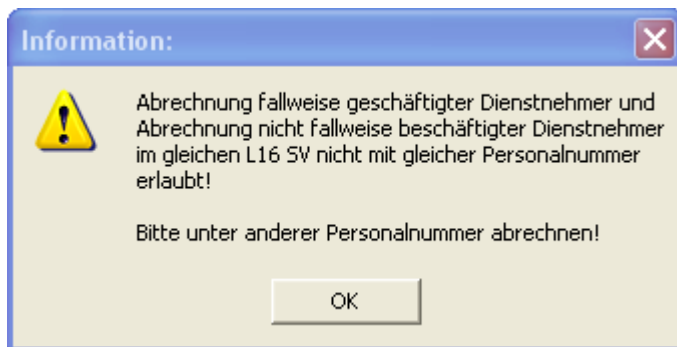 Information:
Abrechnung fallweise geschäftigter Dienstnehmer und
Abrechnung nicht fallweise beschäftigter Dienstnehmer
im gleichen L16 SV nicht mit gleicher Personalnummer
erlaubt!
Bitte unter anderer Personalnummer abrechnen!
OK